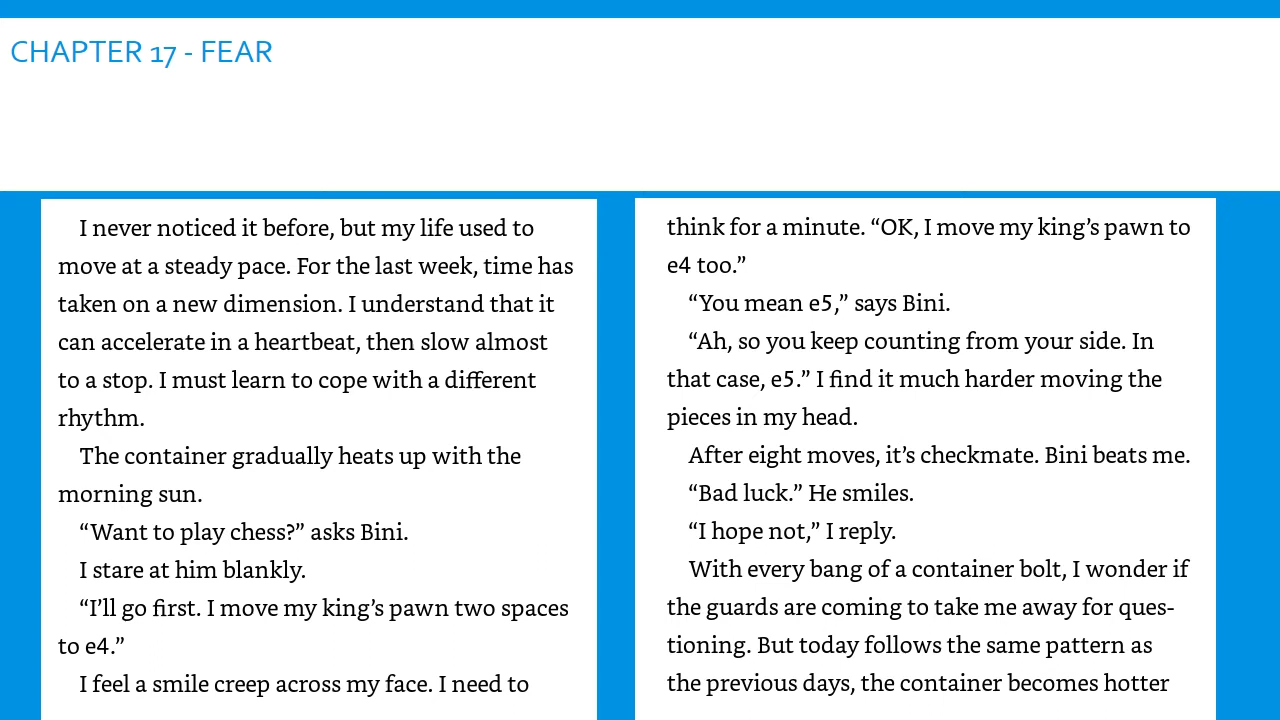 CHAPTER 17 - FEAR
I never noticed it before, but my life used to
move at a steady pace. For the last week, time has
taken on a new dimension. I understand that it
can accelerate in a heartbeat, then slow almost
to a stop. I must learn to cope with a different
rhythm.
The container gradually heats up with the
morning sun.
“Want to play chess?” asks Bini.
I stare at him blankly.
“I’ll go first. I move my king’s pawn two spaces
to e4.”
I feel a smile creep across my face. I need to
think for a minute. “OK, I move my king’s pawn to
e4 too.”
“You mean e5,” says Bini.
“Ah, so you keep counting from your side. In
that case, e5.” I find it much harder moving the
pieces in my head.
After eight moves, it’s checkmate. Bini beats me.
“Bad luck.” He smiles.
“I hope not,” I reply.
With every bang of a container bolt, I wonder if
the guards are coming to take me away for ques-
tioning. But today follows the same pattern as
the previous days, the container becomes hotter